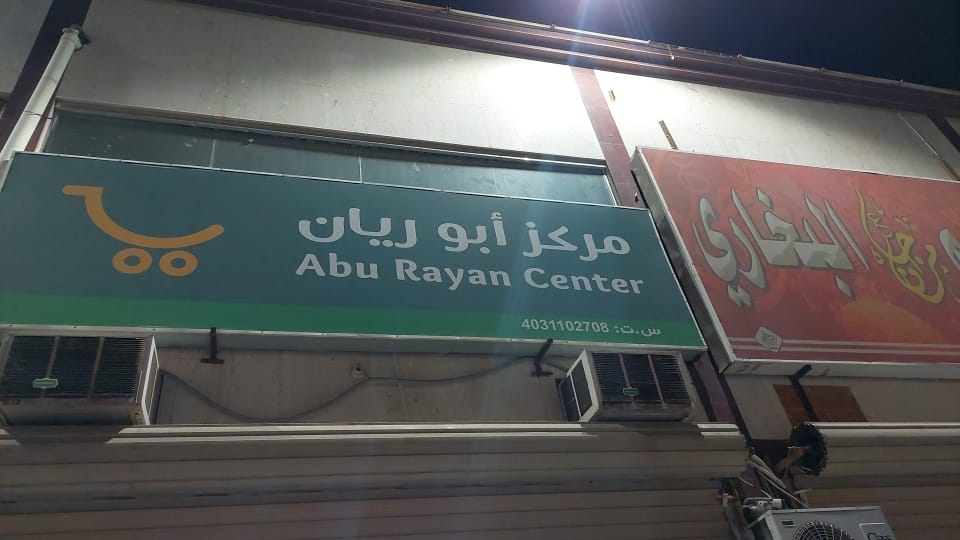 مركز أبو ريان
Abu Rayan Center
س.ت: 4031102708
البخاري